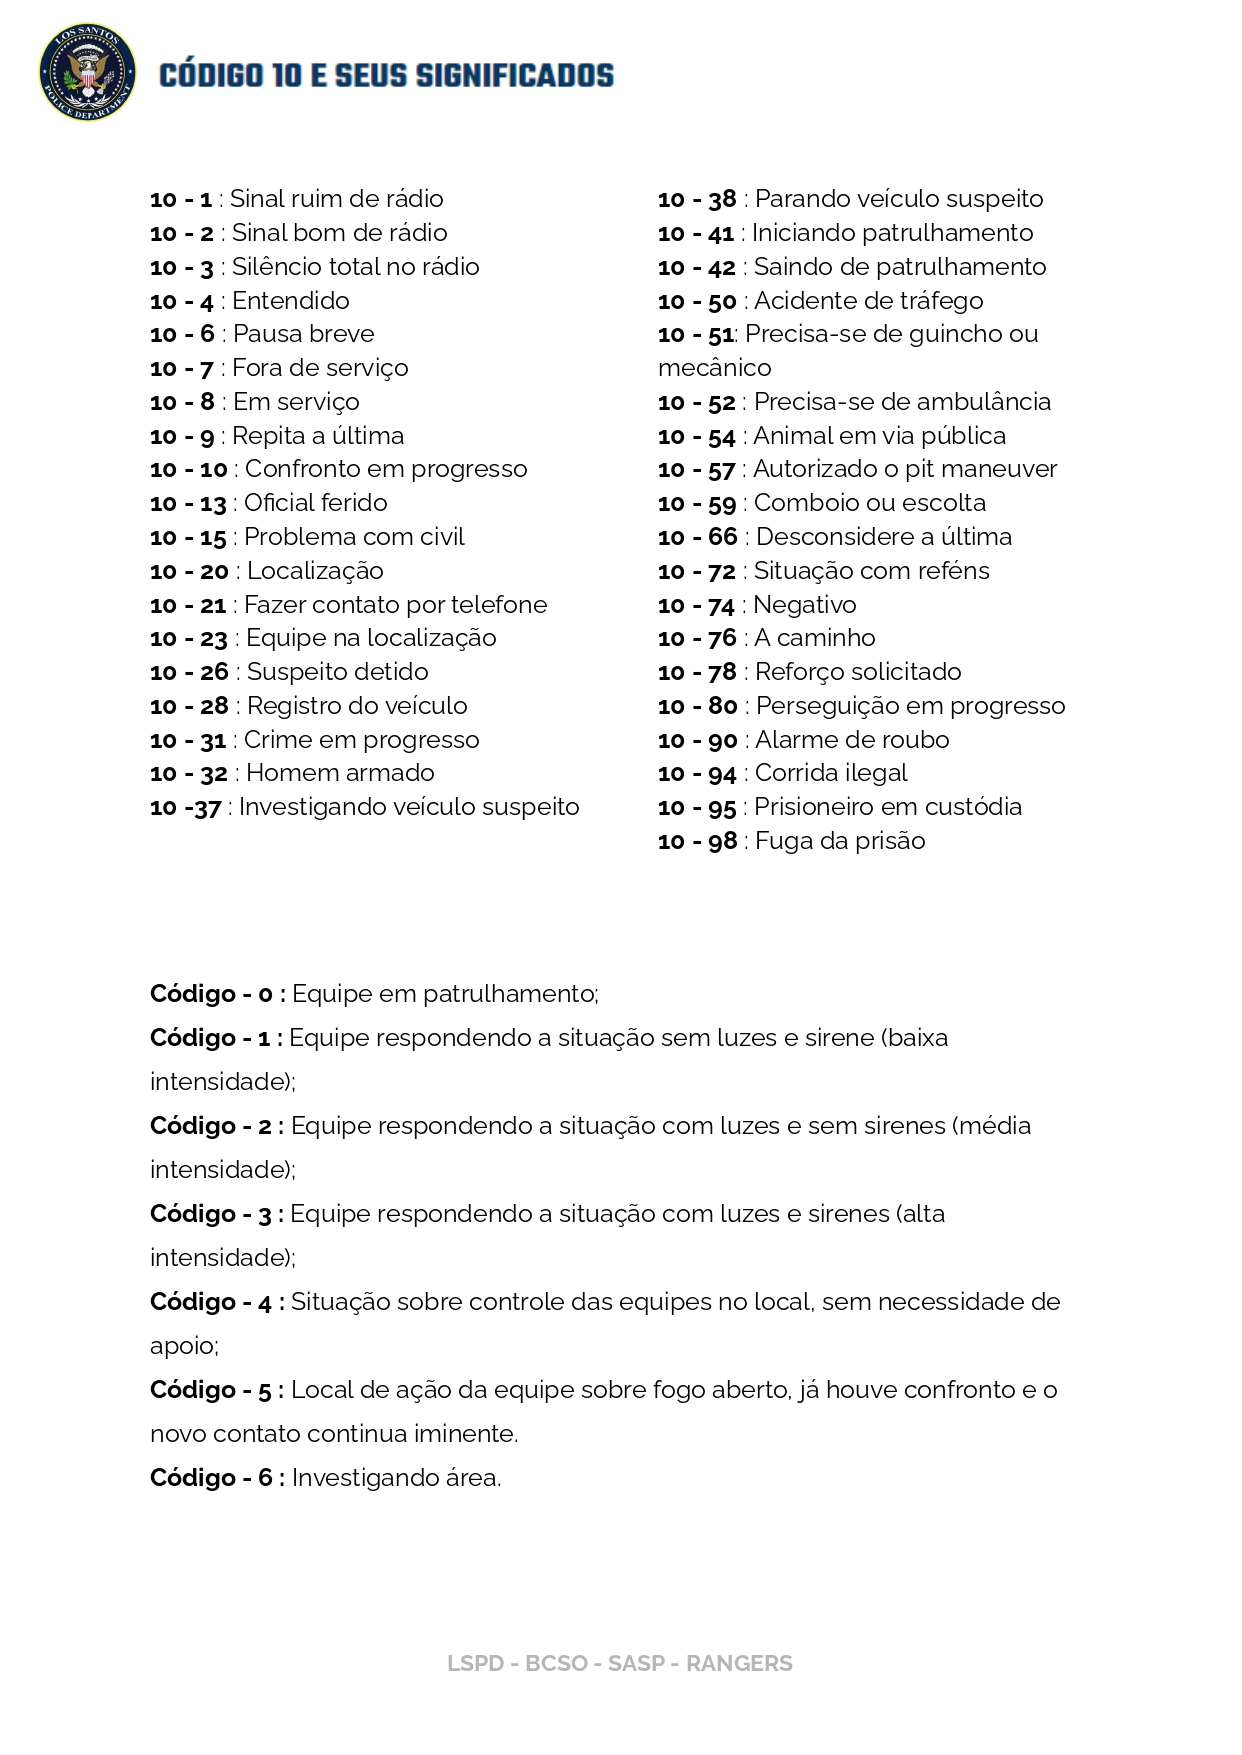 LOS SANTOS
POLICE DEPARTMENT
CÓDIGO 10 E SEUS SIGNIFICADOS
10 - 1 : Sinal ruim de rádio
10 - 2 : Sinal bom de rádio
10 - 3 : Silêncio total no rádio
10 - 4 : Entendido
10 - 6 : Pausa breve
10 - 7 : Fora de serviço
10 - 8 : Em serviço
10 - 9 : Repita a última
10 - 10 : Confronto em progresso
10 - 13 : Oficial ferido
10 - 15 : Problema com civil
10 - 20 : Localização
10 - 21 : Fazer contato por telefone
10 - 23 : Equipe na localização
10 - 26 : Suspeito detido
10 - 28 : Registro do veículo
10 - 31 : Crime em progresso
10 - 32 : Homem armado
10 -37 : Investigando veículo suspeito
10 - 38 : Parando veículo suspeito
10 - 41 : Iniciando patrulhamento
10 - 42 : Saindo de patrulhamento
10 - 50 : Acidente de tráfego
10 - 51: Precisa-se de guincho ou
mecânico
10 - 52 : Precisa-se de ambulância
10 - 54 : Animal em via pública
10 - 57 : Autorizado o pit maneuver
10 - 59 : Comboio ou escolta
10 - 66 : Desconsidere a última
10 - 72 : Situação com reféns
10 - 74 : Negativo
10 - 76 : A caminho
10 - 78 : Reforço solicitado
10 - 80 : Perseguição em progresso
10 - 90 : Alarme de roubo
10 - 94 : Corrida ilegal
10 - 95 : Prisioneiro em custódia
10 - 98 : Fuga da prisão
Código - 0 : Equipe em patrulhamento;
Código - 1 : Equipe respondendo a situação sem luzes e sirene (baixa
intensidade);
Código - 2 : Equipe respondendo a situação com luzes e sem sirenes (média
intensidade);
Código - 3 : Equipe respondendo a situação com luzes e sirenes (alta
intensidade);
Código - 4 : Situação sobre controle das equipes no local, sem necessidade de
apoio;
Código - 5 : Local de ação da equipe sobre fogo aberto, já houve confronto e o
novo contato continua iminente.
Código - 6 : Investigando área.
LSPD - BCSO - SASP - RANGERS